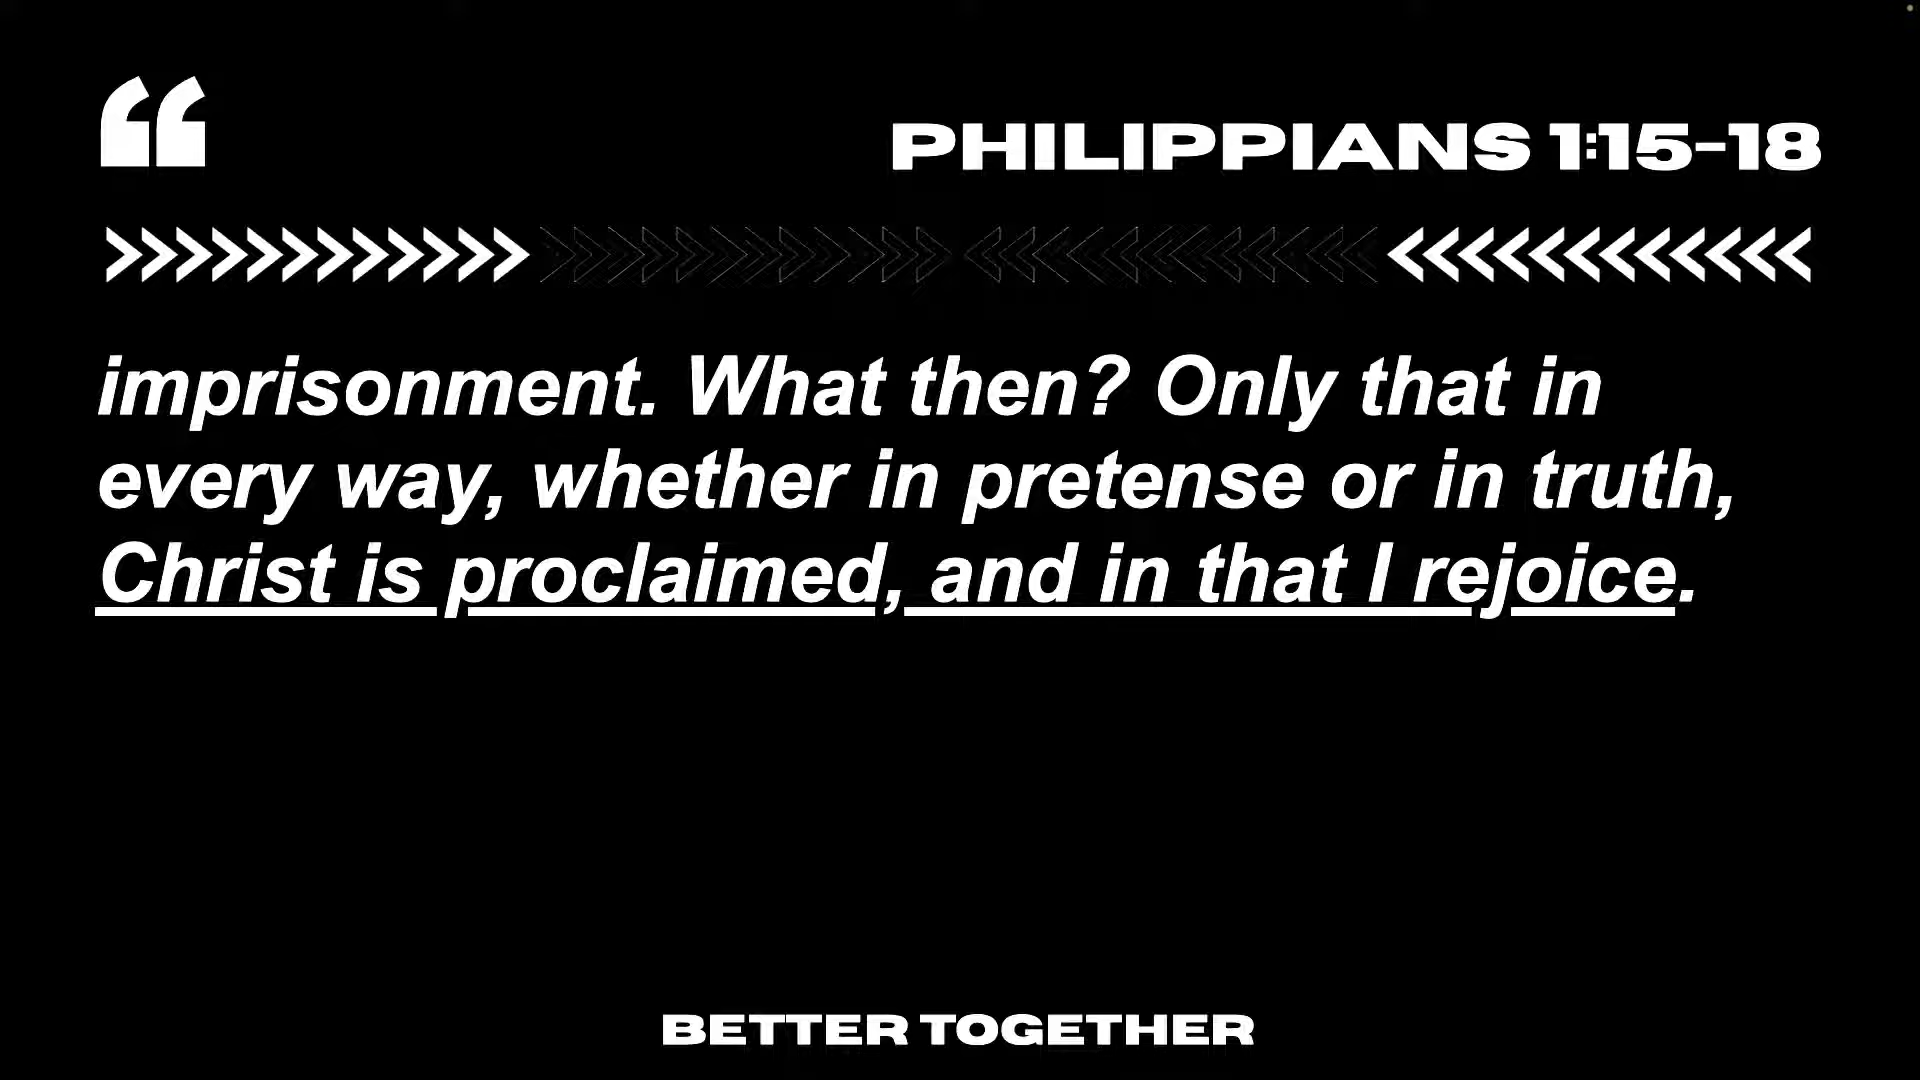 “
PHILIPPIANS 1:15-18
imprisonment. What then? Only that in
every way, whether in pretense or in truth,
Christ is proclaimed, and in that I rejoice.
BETTER TOGETHER